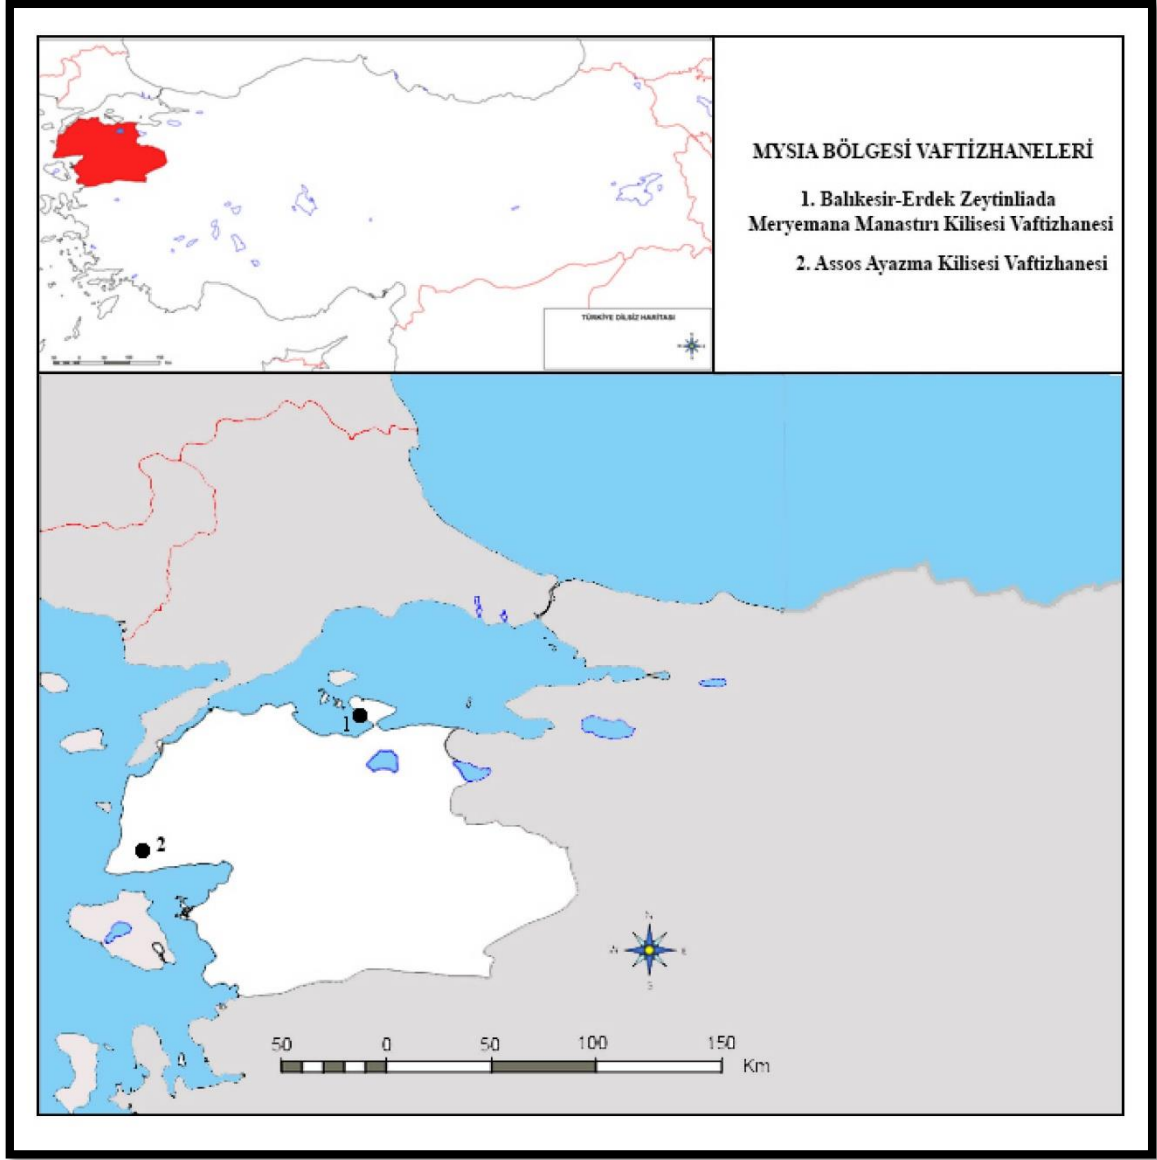 MYSIA BÖLGESİ VAFTİZHANELERİ
1. Balıkesir-Erdek Zeytinliada
Meryemana Manastırı Kilisesi Vaftizhanesi
2. Assos Ayazma Kilisesi Vaftizhanesi
TÜRKİYE DİLSİZ HARİTASI
1
2
N
E
S
50 0 50 100 150
Km